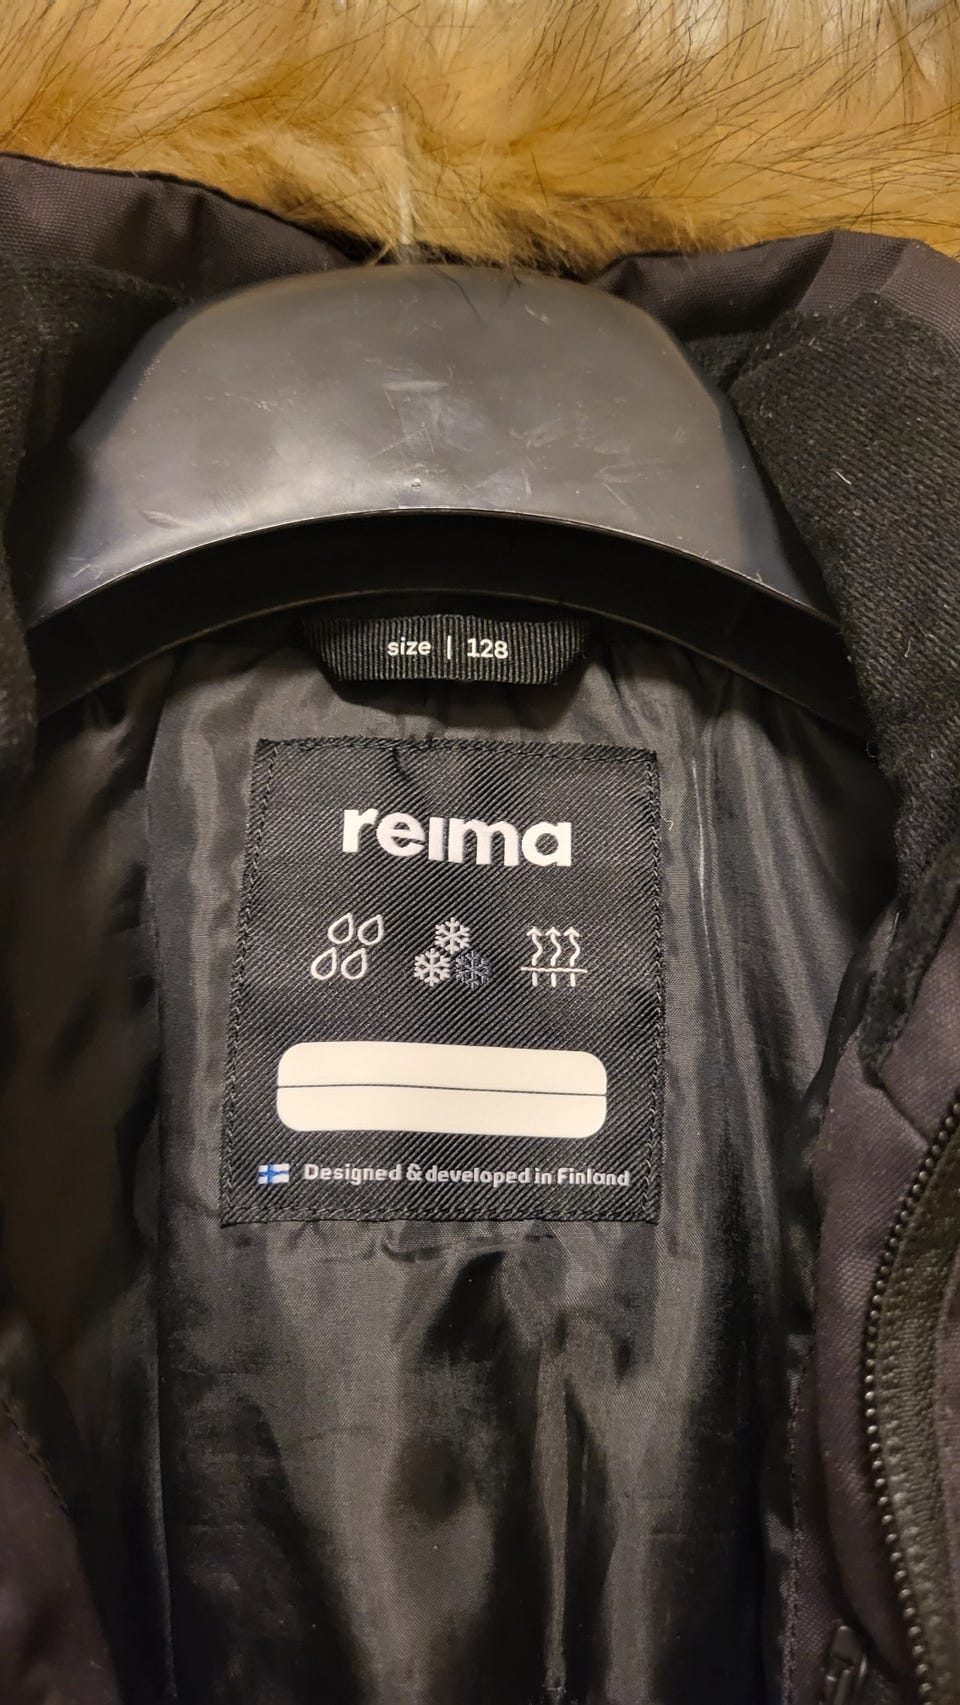 size | 128
reima
Designed & developed in Finland